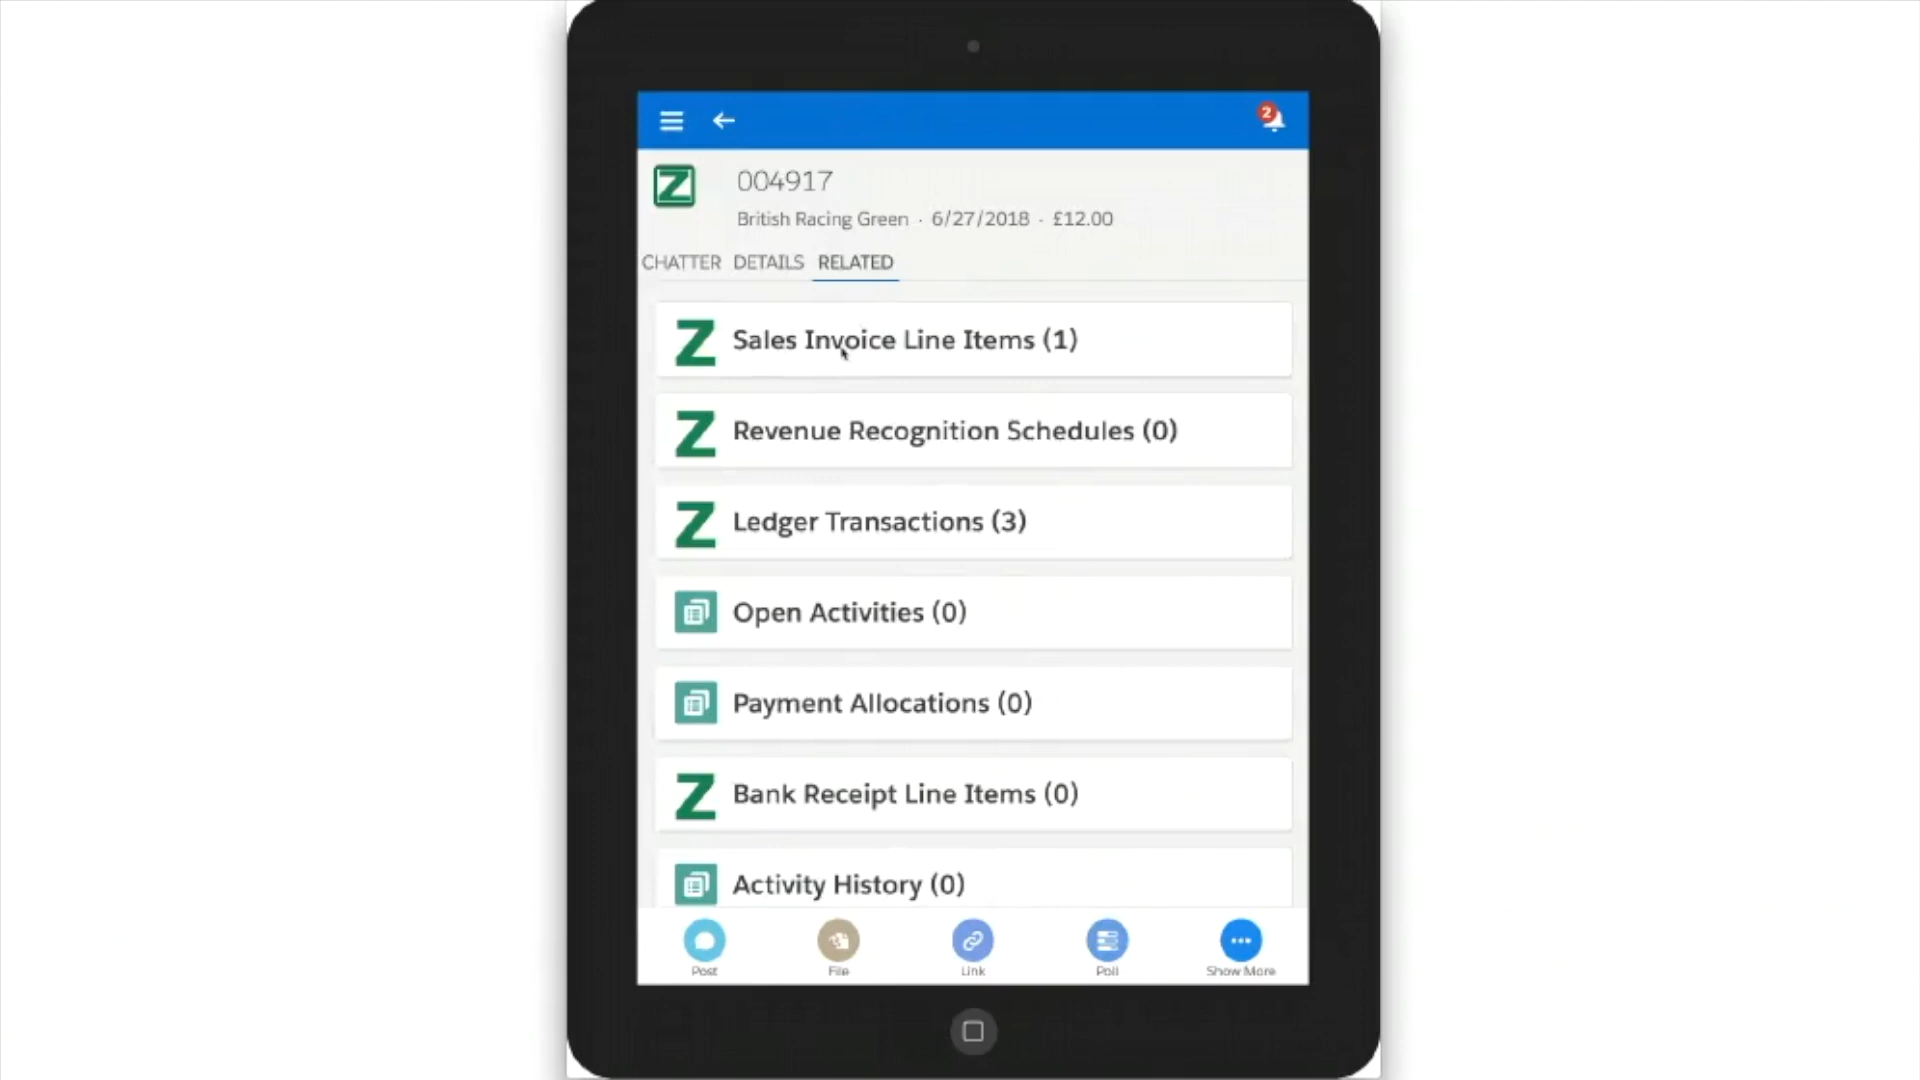 2
Z
004917
British Racing Green · 6/27/2018 · £12.00
CHATTER DETAILS RELATED
Z Sales Invoice Line Items (1)
Z Revenue Recognition Schedules (0)
Z Ledger Transactions (3)
Open Activities (0)
Payment Allocations (0)
Z Bank Receipt Line Items (0)
Activity History (0)
Post File Link Poll Show More